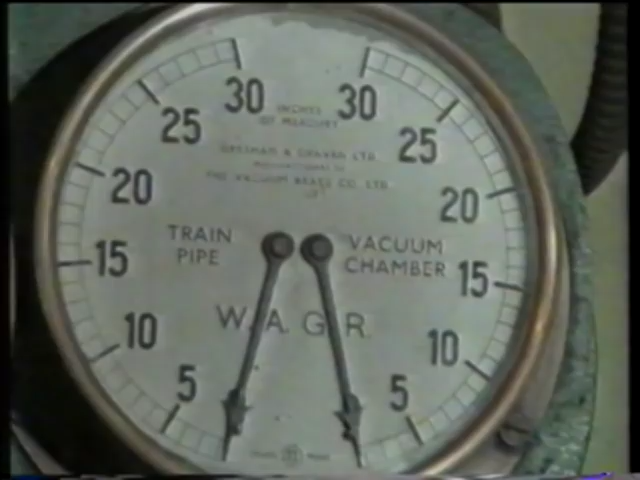 30 30
INCHES
OF MERCURY
25 25
GRESHAM & CRAVEN LTD.
THE VACUUM BRAKE CO. LTD.
20 20
TRAIN PIPE
VACUUM CHAMBER
15 15
W. A. G. R.
10 10
5 5